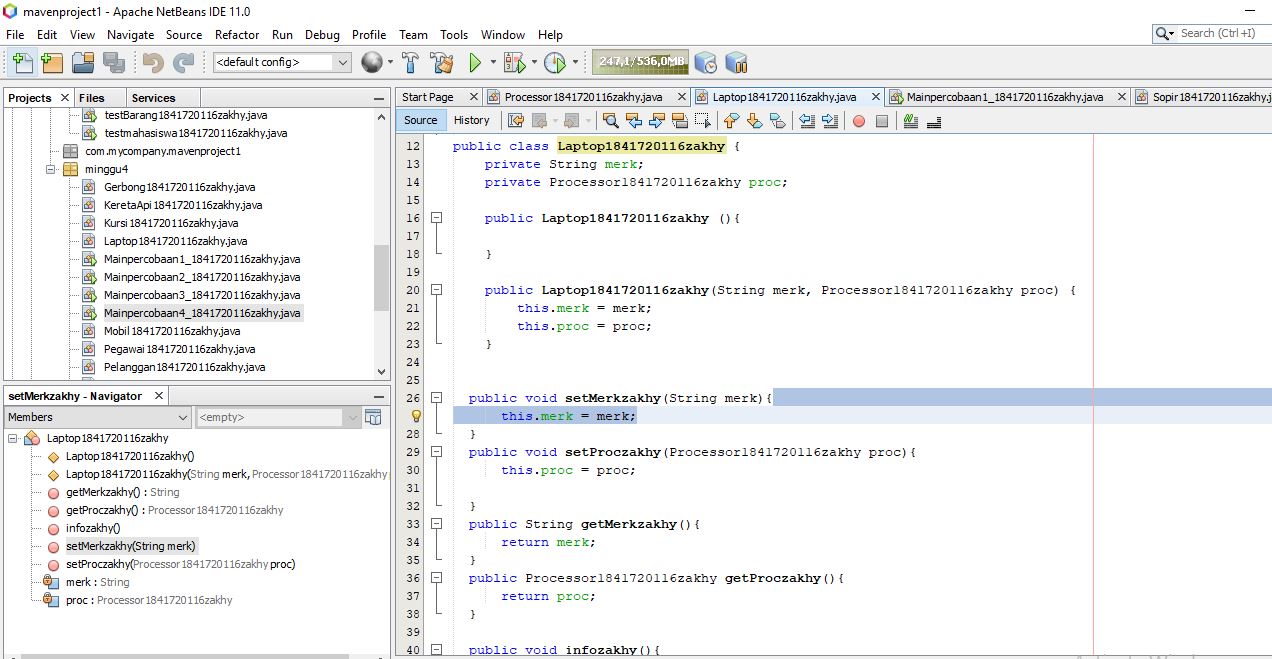 mavenproject1 - Apache NetBeans IDE 11.0
File Edit View Navigate Source Refactor Run Debug Profile Team Tools Window Help
Search (Ctrl+I)
<default config>
247,1/536,0MB
Projects Files Services
testBarang1841720116zakhy.java
testmahasiswa1841720116zakhy.java
com.mycompany.mavenproject1
minggu4
Gerbong1841720116zakhy.java
KeretaApi1841720116zakhy.java
Kursi1841720116zakhy.java
Laptop1841720116zakhy.java
Mainpercobaan1_1841720116zakhy.java
Mainpercobaan2_1841720116zakhy.java
Mainpercobaan3_1841720116zakhy.java
Mainpercobaan4_1841720116zakhy.java
Mobil1841720116zakhy.java
Pegawai1841720116zakhy.java
Pelanggan1841720116zakhy.java
setMerkzakhy - Navigator
Members
<empty>
Laptop1841720116zakhy
Laptop1841720116zakhy()
Laptop1841720116zakhy(String merk, Processor1841720116zakhy
getMerkzakhy() : String
getProczakhy() : Processor1841720116zakhy
infozakhy()
setMerkzakhy(String merk)
setProczakhy(Processor1841720116zakhy proc)
merk : String
proc : Processor1841720116zakhy
Start Page Processor1841720116zakhy.java Laptop1841720116zakhy.java Mainpercobaan1_1841720116zakhy.java Sopir1841720116zakhy.j
Source History
12 public class Laptop1841720116zakhy {
13 private String merk;
14 private Processor1841720116zakhy proc;
15
16 public Laptop1841720116zakhy (){
17
18 }
19
20 public Laptop1841720116zakhy(String merk, Processor1841720116zakhy proc) {
21 this.merk = merk;
22 this.proc = proc;
23 }
24
25
26 public void setMerkzakhy(String merk){
this.merk = merk;
28 }
29 public void setProczakhy(Processor1841720116zakhy proc){
30 this.proc = proc;
31
32 }
33 public String getMerkzakhy(){
34 return merk;
35 }
36 public Processor1841720116zakhy getProczakhy(){
37 return proc;
38 }
39
40 public void infozakhy(){